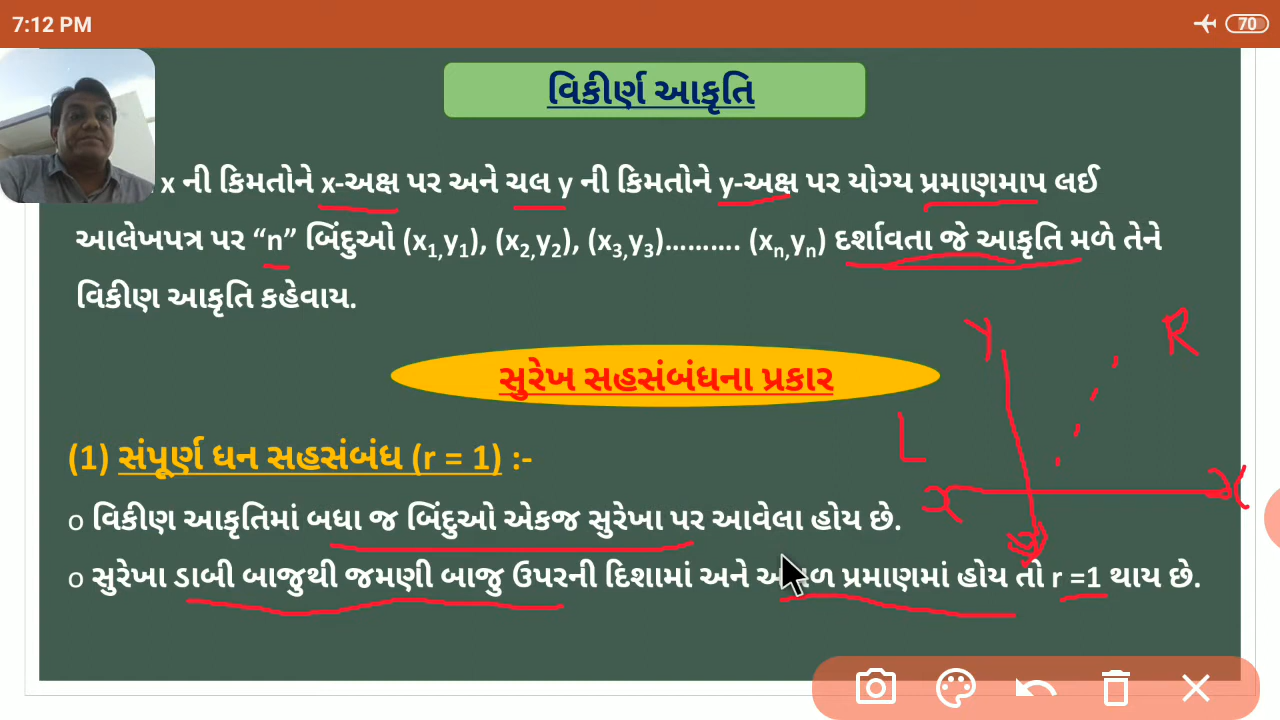 7:12 PM
70
વિકીર્ણ આકૃતિ
x ની કિમતોને x-અક્ષ પર અને ચલ y ની કિમતોને y-અક્ષ પર યોગ્ય પ્રમાણમાપ લઈ
આલેખપત્ર પર “n” બિંદુઓ (x₁,y₁), (x₂,y₂), (x₃,y₃)………. (xₙ,yₙ) દર્શાવતા જે આકૃતિ મળે તેને
વિકીણ આકૃતિ કહેવાય.
Y
R
સુરેખ સહસંબંધના પ્રકાર
L
(1) સંપૂર્ણ ધન સહસંબંધ (r = 1) :-
o વિકીણ આકૃતિમાં બધા જ બિંદુઓ એકજ સુરેખા પર આવેલા હોય છે.
o સુરેખા ડાબી બાજુથી જમણી બાજુ ઉપરની દિશામાં અને પ્રમાણમાં હોય તો r =1 થાય છે.